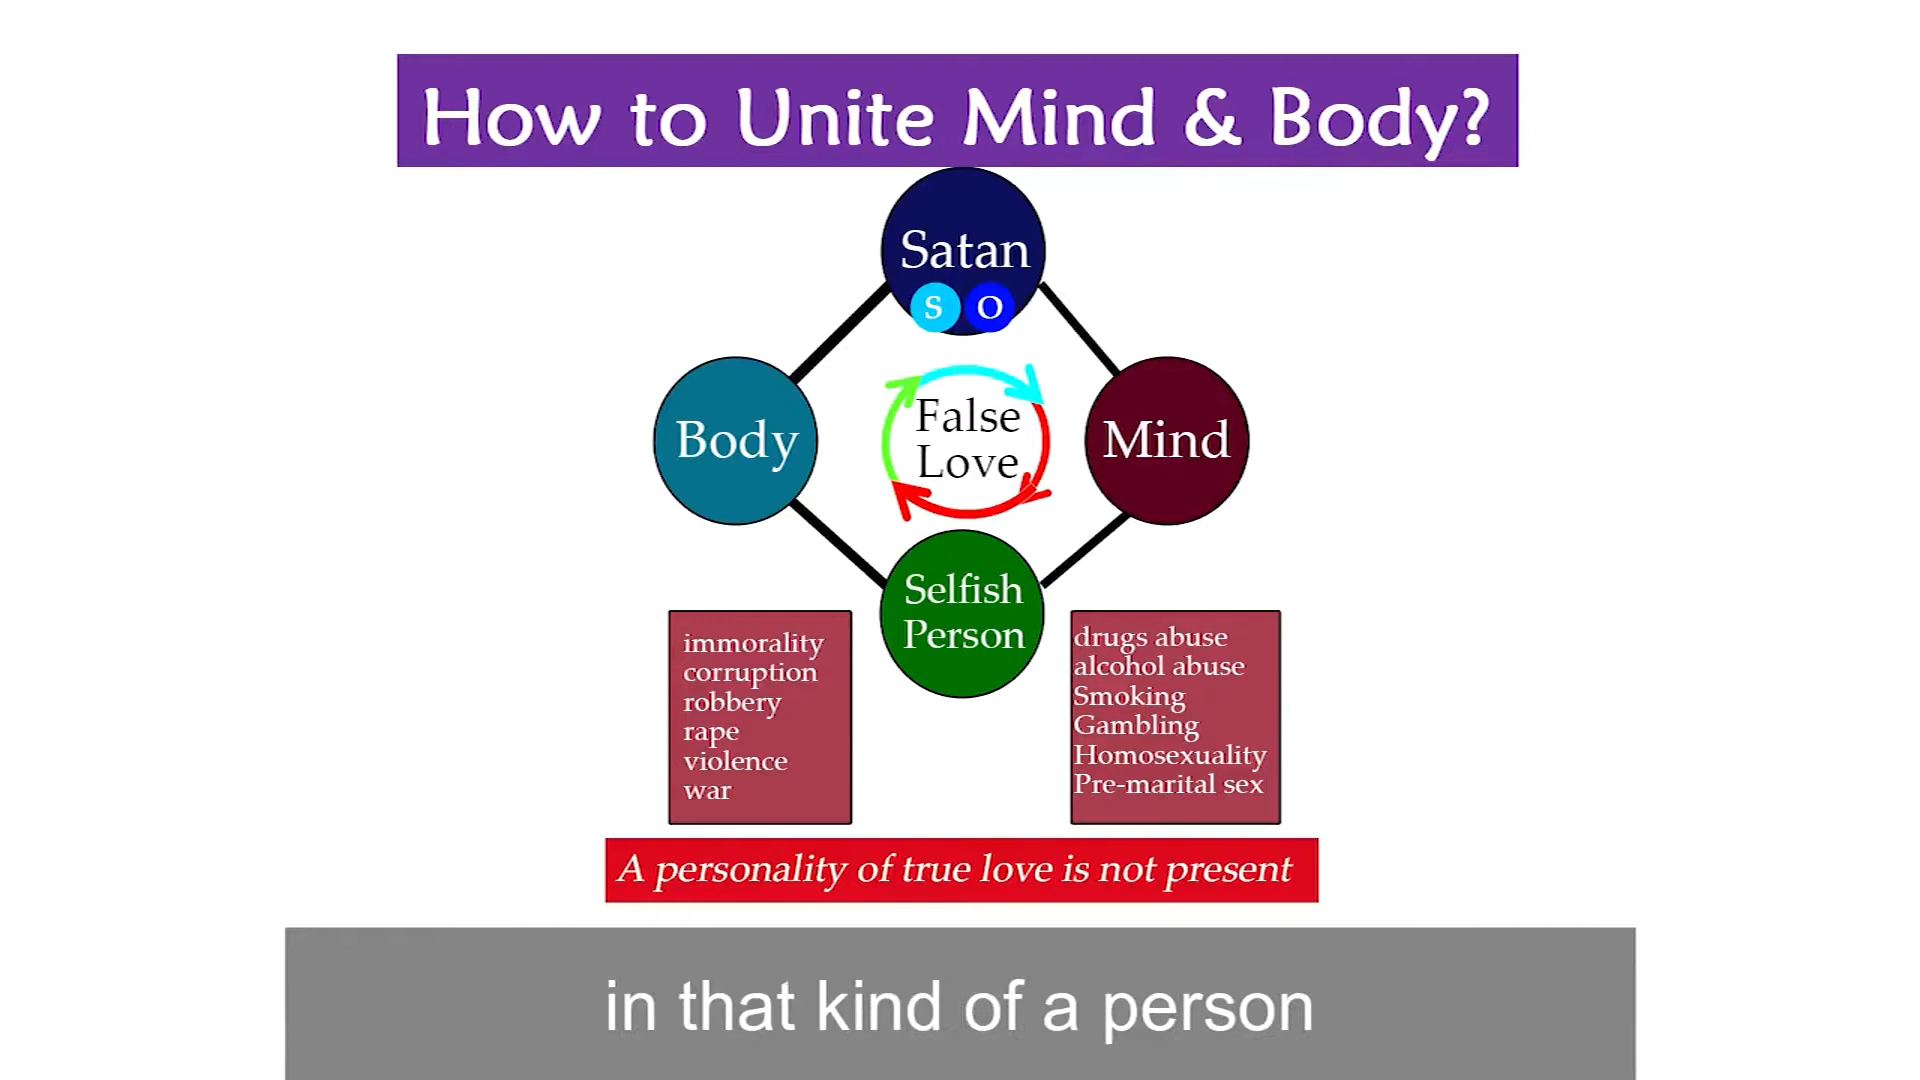 How to Unite Mind & Body?
Satan
S O
Body
False
Love
Mind
Selfish
Person
immorality
corruption
robbery
rape
violence
war
drugs abuse
alcohol abuse
Smoking
Gambling
Homosexuality
Pre-marital sex
A personality of true love is not present
in that kind of a person